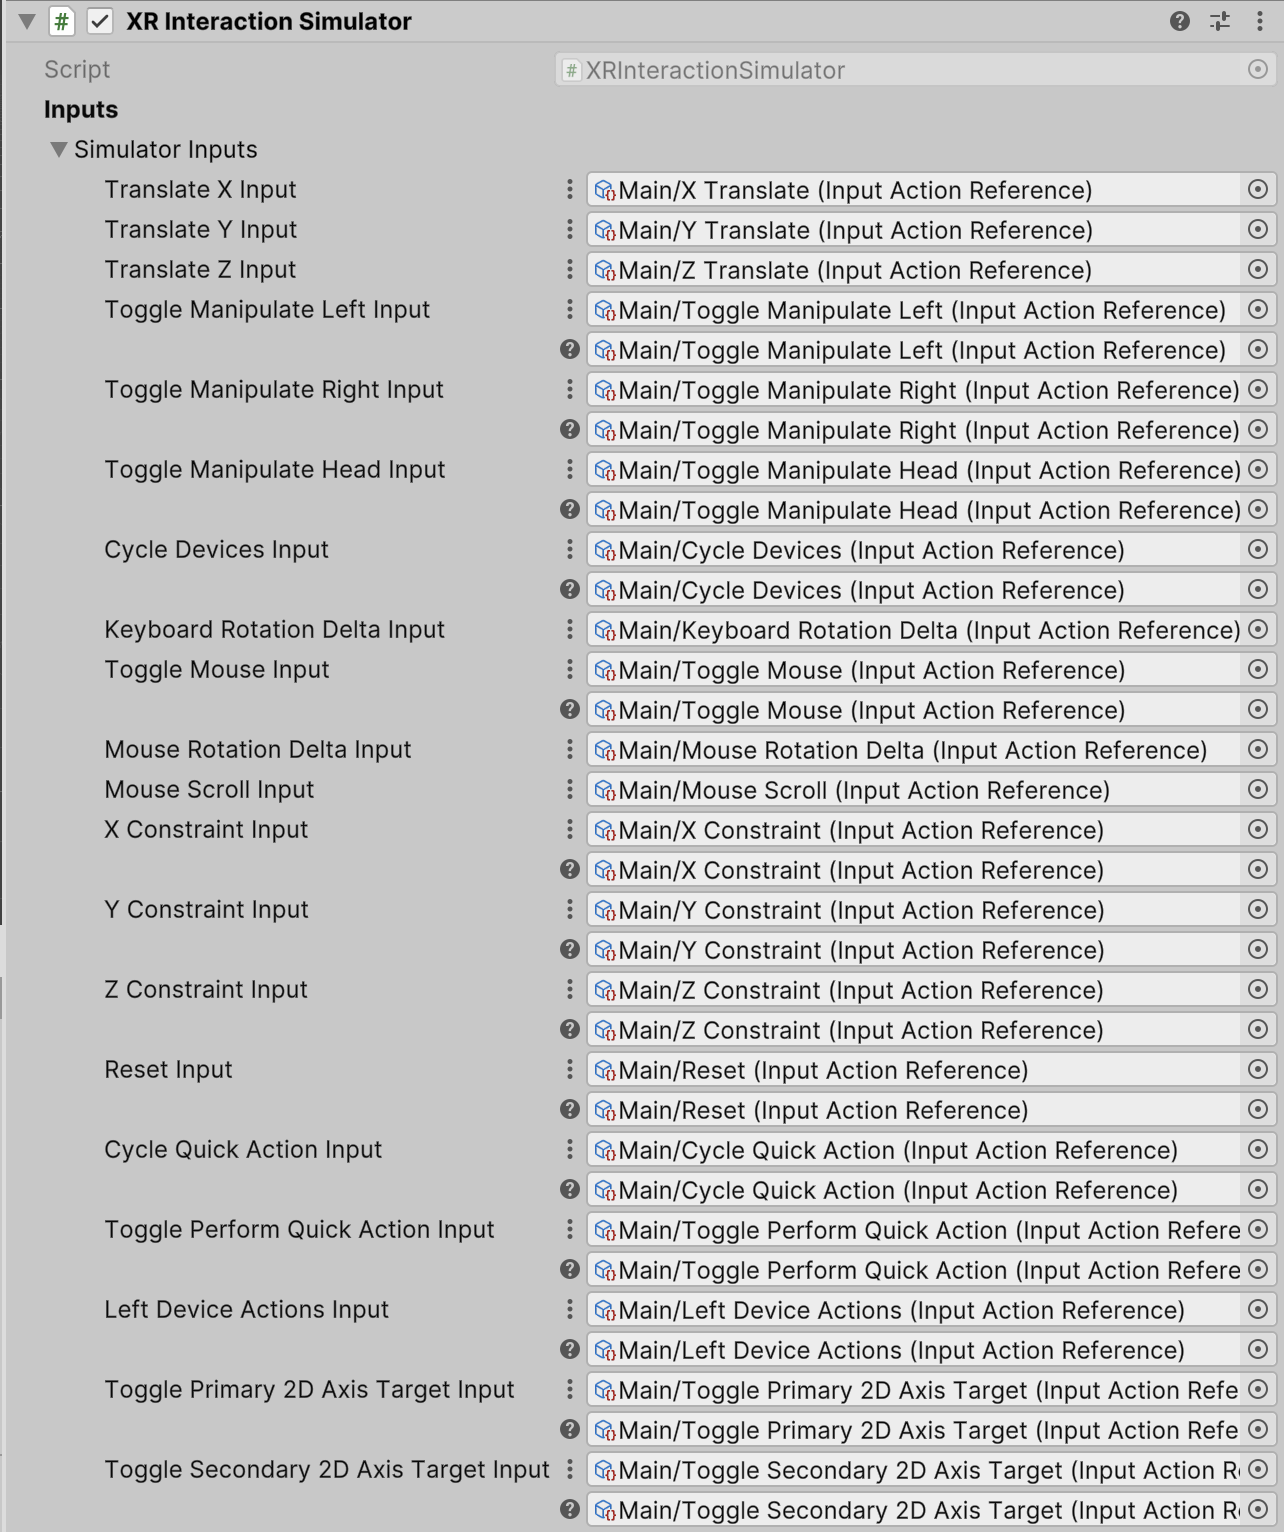 XR Interaction Simulator
Script XRInteractionSimulator
Inputs
Simulator Inputs
Translate X Input Main/X Translate (Input Action Reference)
Translate Y Input Main/Y Translate (Input Action Reference)
Translate Z Input Main/Z Translate (Input Action Reference)
Toggle Manipulate Left Input Main/Toggle Manipulate Left (Input Action Reference)
Main/Toggle Manipulate Left (Input Action Reference)
Toggle Manipulate Right Input Main/Toggle Manipulate Right (Input Action Reference)
Main/Toggle Manipulate Right (Input Action Reference)
Toggle Manipulate Head Input Main/Toggle Manipulate Head (Input Action Reference)
Main/Toggle Manipulate Head (Input Action Reference)
Cycle Devices Input Main/Cycle Devices (Input Action Reference)
Main/Cycle Devices (Input Action Reference)
Keyboard Rotation Delta Input Main/Keyboard Rotation Delta (Input Action Reference)
Toggle Mouse Input Main/Toggle Mouse (Input Action Reference)
Main/Toggle Mouse (Input Action Reference)
Mouse Rotation Delta Input Main/Mouse Rotation Delta (Input Action Reference)
Mouse Scroll Input Main/Mouse Scroll (Input Action Reference)
X Constraint Input Main/X Constraint (Input Action Reference)
Main/X Constraint (Input Action Reference)
Y Constraint Input Main/Y Constraint (Input Action Reference)
Main/Y Constraint (Input Action Reference)
Z Constraint Input Main/Z Constraint (Input Action Reference)
Main/Z Constraint (Input Action Reference)
Reset Input Main/Reset (Input Action Reference)
Main/Reset (Input Action Reference)
Cycle Quick Action Input Main/Cycle Quick Action (Input Action Reference)
Main/Cycle Quick Action (Input Action Reference)
Toggle Perform Quick Action Input Main/Toggle Perform Quick Action (Input Action Refere
Main/Toggle Perform Quick Action (Input Action Refere
Left Device Actions Input Main/Left Device Actions (Input Action Reference)
Main/Left Device Actions (Input Action Reference)
Toggle Primary 2D Axis Target Input Main/Toggle Primary 2D Axis Target (Input Action Refe
Main/Toggle Primary 2D Axis Target (Input Action Refe
Toggle Secondary 2D Axis Target Input Main/Toggle Secondary 2D Axis Target (Input Action R
Main/Toggle Secondary 2D Axis Target (Input Action R